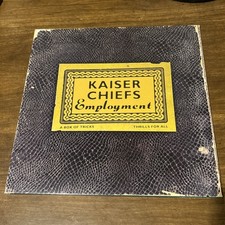 KAISER
CHIEFS
Employment
A BOX OF TRICKS THRILLS FOR ALL